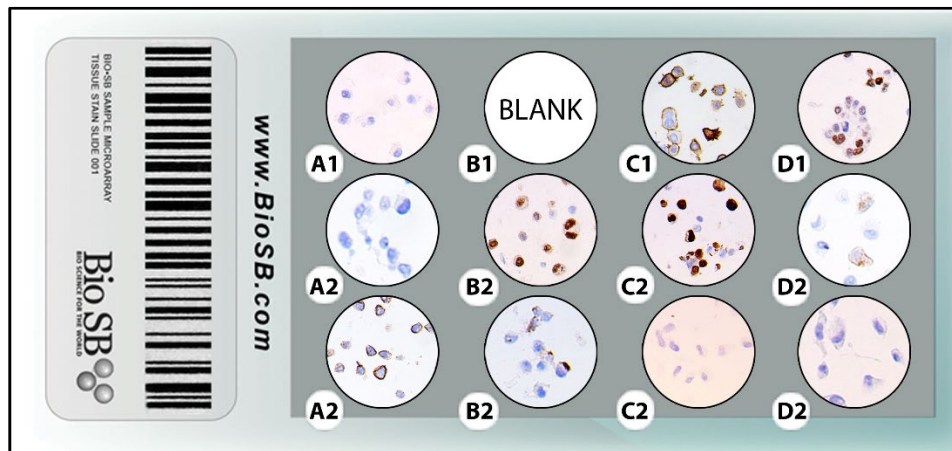 BIO-SB SAMPLE MICROARRAY
TISSUE STAIN SLIDE 001
Bio SB
BIO SCIENCE FOR THE WORLD
www.BioSB.com
A1
BLANK
B1
C1
D1
A2
B2
C2
D2
A2
B2
C2
D2